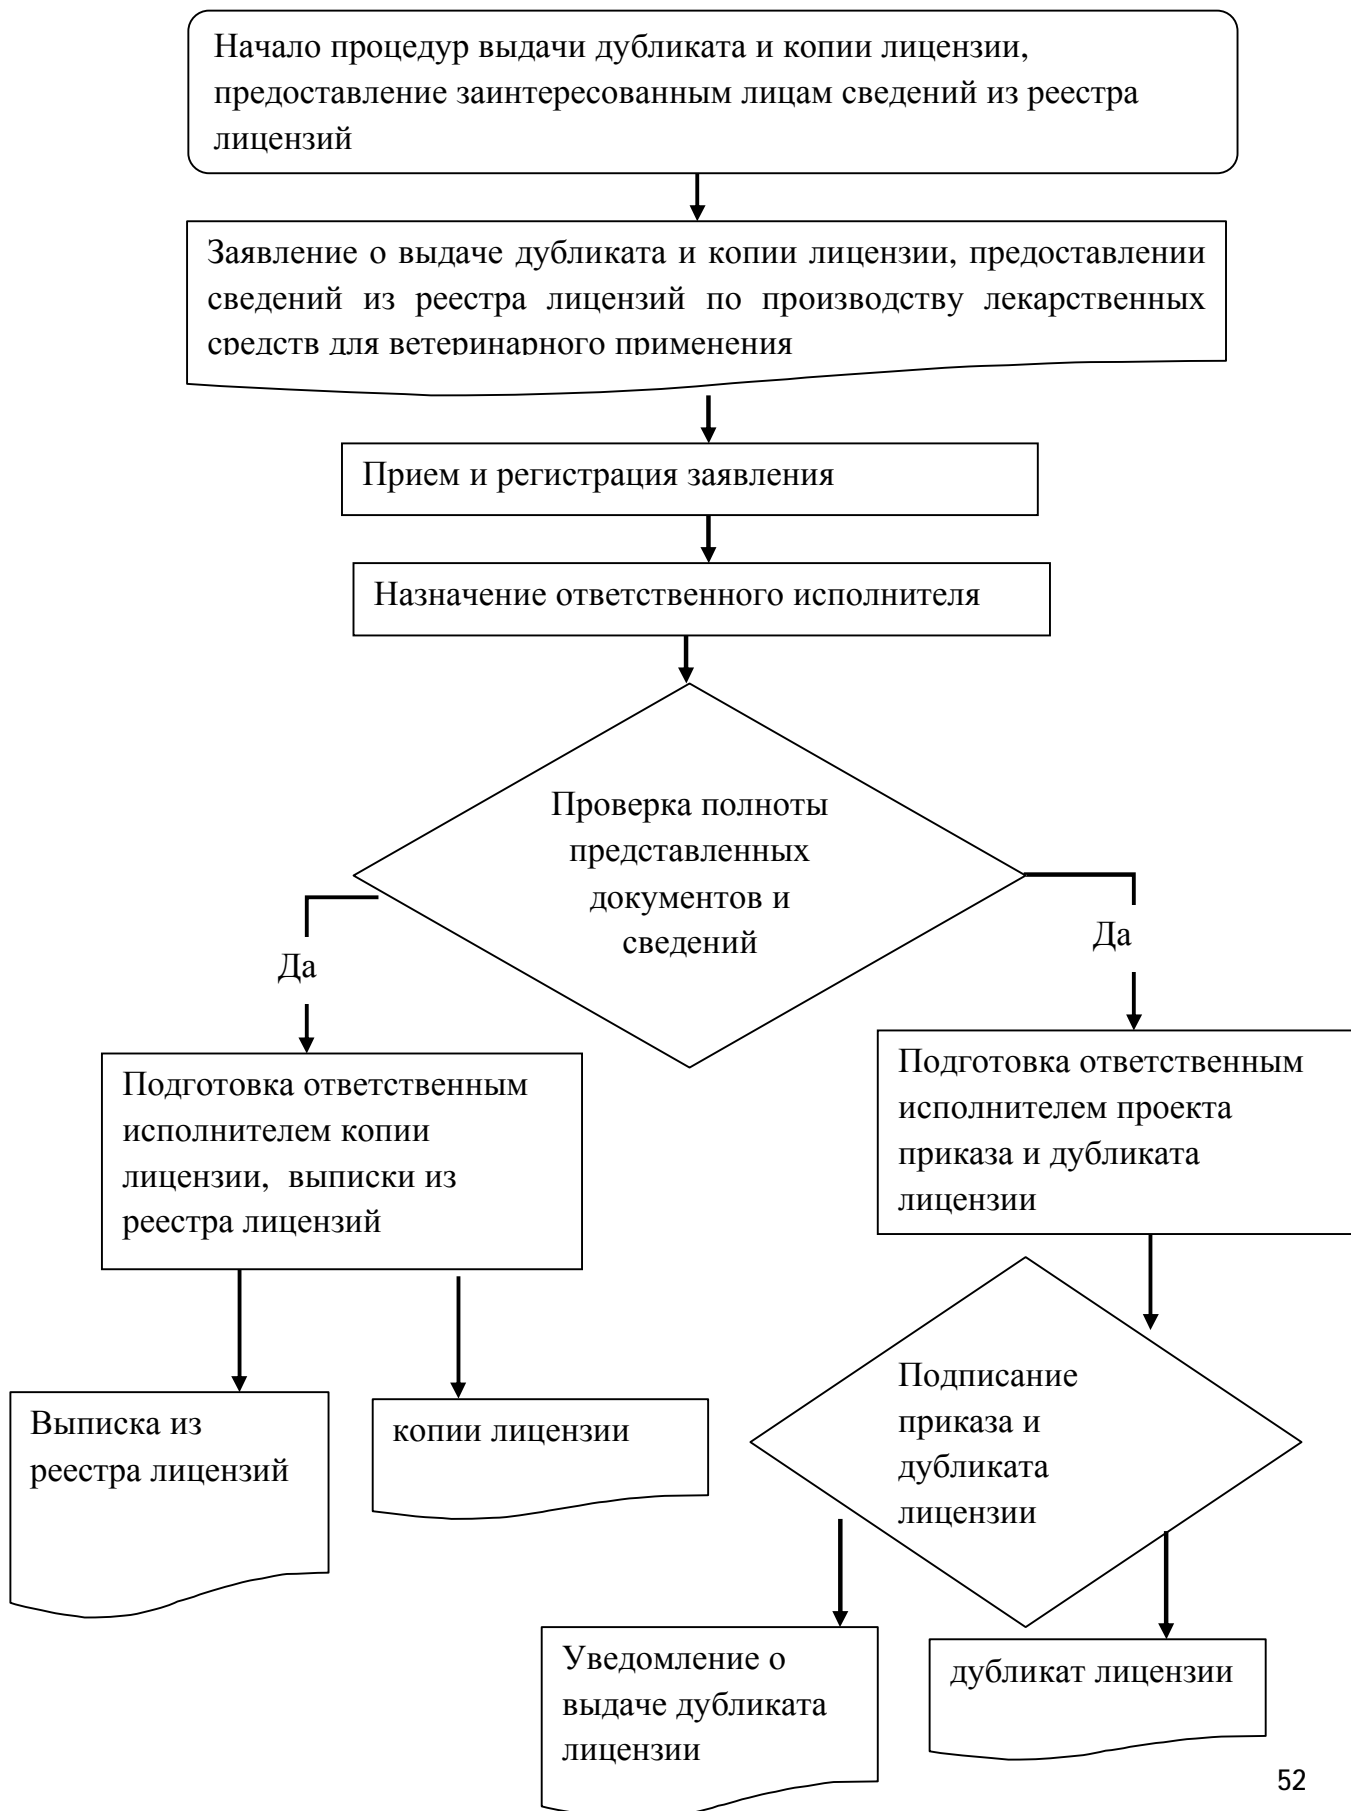 Начало процедур выдачи дубликата и копии лицензии,
предоставление заинтересованным лицам сведений из реестра
лицензий
Заявление о выдаче дубликата и копии лицензии, предоставлении
сведений из реестра лицензий по производству лекарственных
средств для ветеринарного применения
Прием и регистрация заявления
Назначение ответственного исполнителя
Проверка полноты
представленных
документов и
сведений
Да
Да
Подготовка ответственным
исполнителем копии
лицензии, выписки из
реестра лицензий
Подготовка ответственным
исполнителем проекта
приказа и дубликата
лицензии
Выписка из
реестра лицензий
копии лицензии
Подписание
приказа и
дубликата
лицензии
Уведомление о
выдаче дубликата
лицензии
дубликат лицензии
52